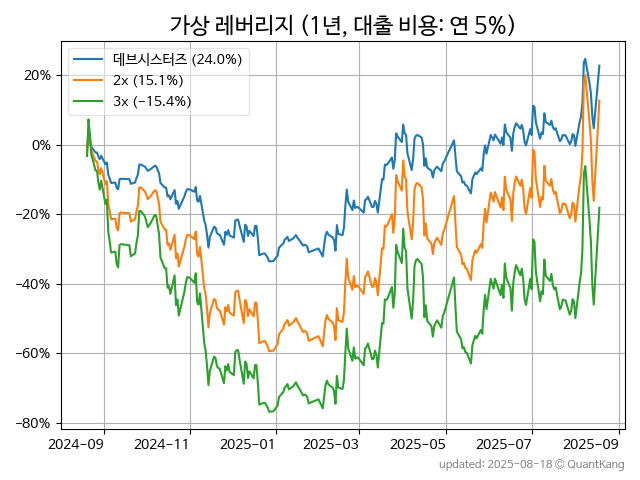 가상 레버리지 (1년, 대출 비용: 연 5%)
데브시스터즈 (24.0%)
2x (15.1%)
3x (−15.4%)
20%
0%
−20%
−40%
−60%
−80%
2024-09 2024-11 2025-01 2025-03 2025-05 2025-07 2025-09
updated: 2025-08-18 © QuantKang